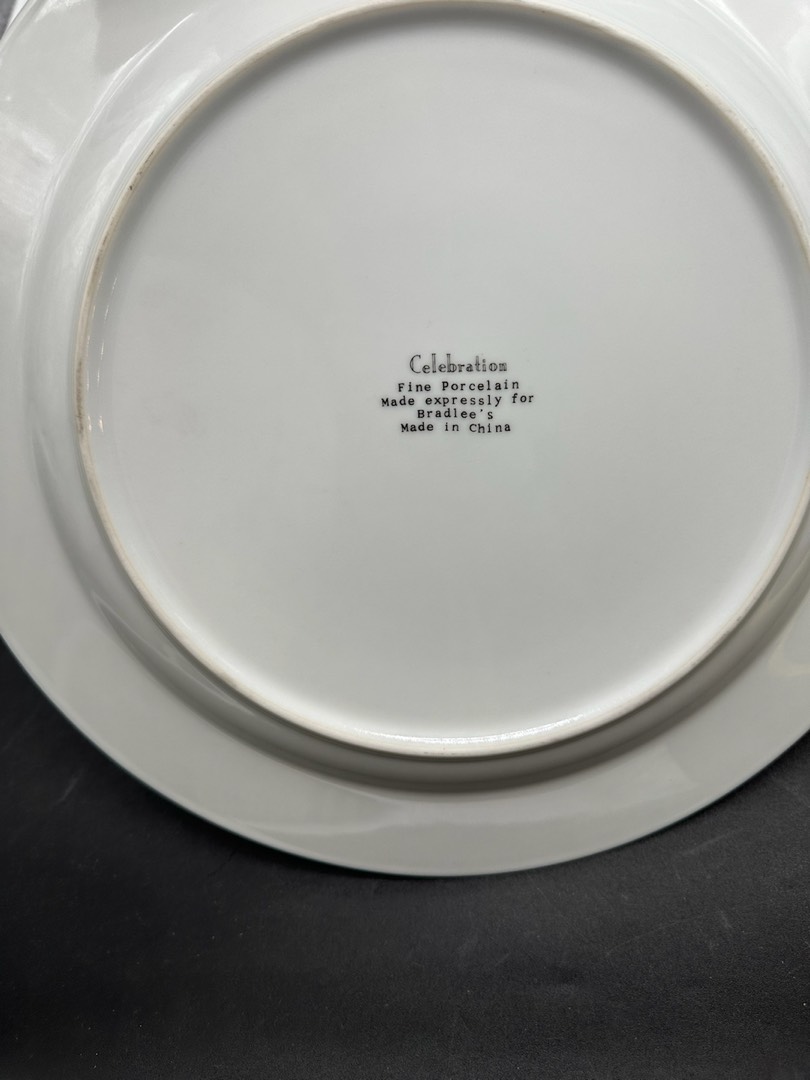 Celebration
Fine Porcelain
Made expressly for
Bradlee's
Made in China